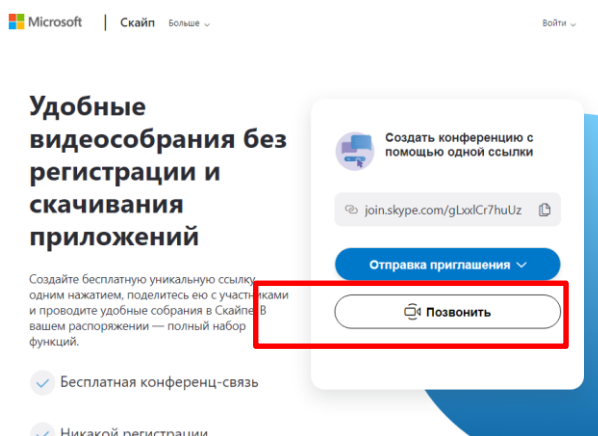 Microsoft | Скайп Больше Войти
Удобные
видеособрания без
регистрации и
скачивания
приложений
Создайте бесплатную уникальную ссылку
одним нажатием, поделитесь ею с участниками
и проводите удобные собрания в Скайпе. В
вашем распоряжении — полный набор
функций.
Бесплатная конференц-связь
Никакой регистрации
Создать конференцию с
помощью одной ссылки
join.skype.com/gLxxlCr7huUz
Отправка приглашения
Позвонить